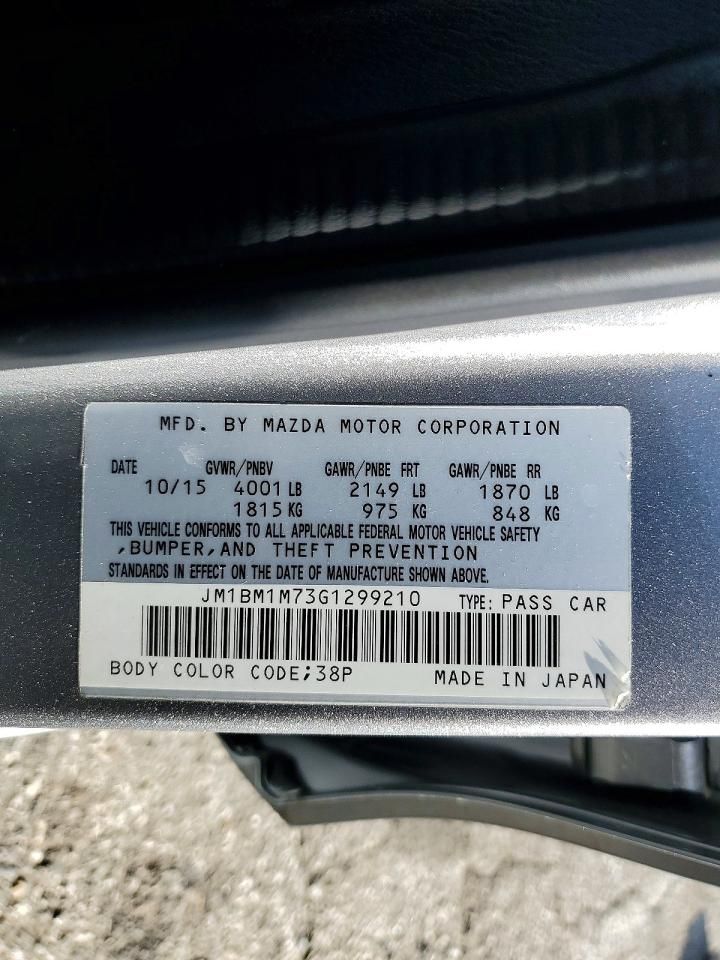 MFD. BY MAZDA MOTOR CORPORATION
DATE GVWR/PNBV GAWR/PNBE FRT GAWR/PNBE RR
10/15 4001 LB 2149 LB 1870 LB
1815 KG 975 KG 848 KG
THIS VEHICLE CONFORMS TO ALL APPLICABLE FEDERAL MOTOR VEHICLE SAFETY
,BUMPER,AND THEFT PREVENTION
STANDARDS IN EFFECT ON THE DATE OF MANUFACTURE SHOWN ABOVE.
JM1BM1M73G1299210 TYPE: PASS CAR
BODY COLOR CODE;38P MADE IN JAPAN